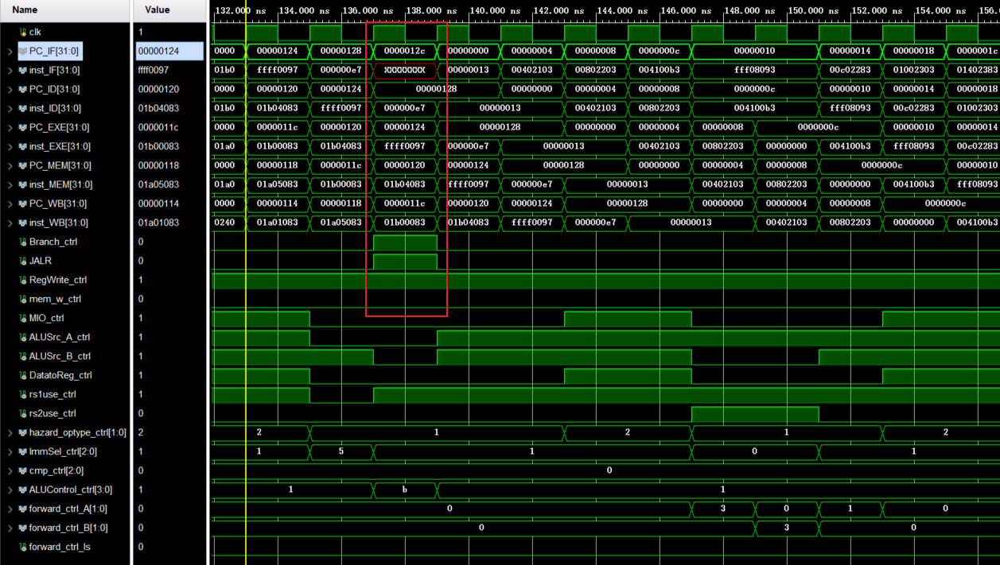 Name Value 132.000 ns 134.000 ns 136.000 ns 138.000 ns 140.000 ns 142.000 ns 144.000 ns 146.000 ns 148.000 ns 150.000 ns 152.000 ns 154.000 ns 156.
clk 1
PC_IF[31:0] 00000124 0000 00000124 00000128 0000012c 00000000 00000004 00000008 0000000c 00000010 00000014 00000018 0000001c
inst_IF[31:0] ffff0097 01b0 ffff0097 000000e7 XXXXXXXX 00000013 00402103 00802203 004100b3 fff08093 00c02283 01002303 01402383
PC_ID[31:0] 00000120 0000 00000120 00000124 00000128 00000000 00000004 00000008 0000000c 00000010 00000014 00000018
inst_ID[31:0] 01b04083 01b0 01b04083 ffff0097 000000e7 00000013 00402103 00802203 004100b3 fff08093 00c02283 01002303
PC_EXE[31:0] 0000011c 0000 0000011c 00000120 00000124 00000128 00000000 00000004 00000008 0000000c 00000010 00000014
inst_EXE[31:0] 01b00083 01a0 01b00083 01b04083 ffff0097 000000e7 00000013 00402103 00802203 00000000 004100b3 fff08093 00c02283
PC_MEM[31:0] 00000118 0000 00000118 0000011c 00000120 00000124 00000128 00000000 00000004 00000008 0000000c 00000010
inst_MEM[31:0] 01a05083 01a0 01a05083 01b00083 01b04083 ffff0097 000000e7 00000013 00402103 00802203 00000000 004100b3 fff08093
PC_WB[31:0] 00000114 0000 00000114 00000118 0000011c 00000120 00000124 00000128 00000000 00000004 00000008 0000000c
inst_WB[31:0] 01a01083 0240 01a01083 01a05083 01b00083 01b04083 ffff0097 000000e7 00000013 00402103 00802203 00000000 004100b3
Branch_ctrl 0
JALR 0
RegWrite_ctrl 1
mem_w_ctrl 0
MIO_ctrl 1
ALUSrc_A_ctrl 1
ALUSrc_B_ctrl 1
DatatoReg_ctrl 1
rs1use_ctrl 1
rs2use_ctrl 0
hazard_optype_ctrl[1:0] 2 2 1 2 1 2
ImmSel_ctrl[2:0] 1 1 5 1 0 1
cmp_ctrl[2:0] 0 0
ALUControl_ctrl[3:0] 1 1 b 1
forward_ctrl_A[1:0] 0 0 3 0 1 0
forward_ctrl_B[1:0] 0 0 3 0
forward_ctrl_ls 0